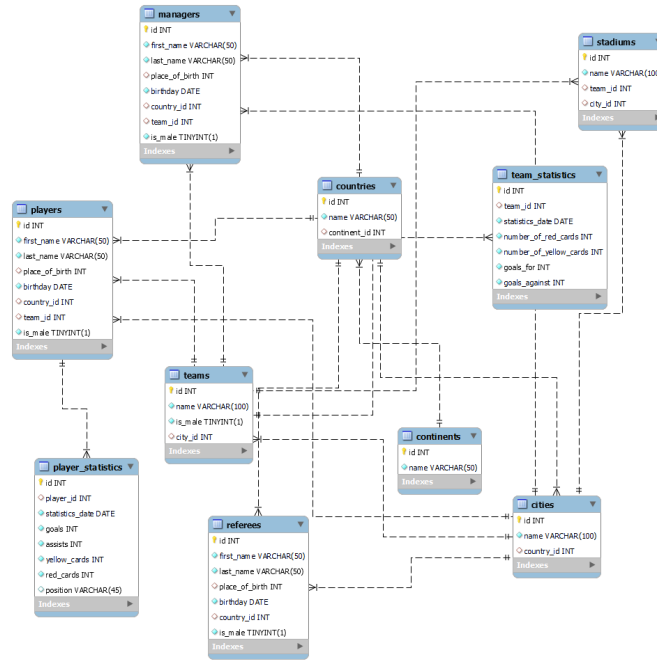 managers
id INT
first_name VARCHAR(50)
last_name VARCHAR(50)
place_of_birth INT
birthday DATE
country_id INT
team_id INT
is_male TINYINT(1)
Indexes
stadiums
id INT
name VARCHAR(100
team_id INT
city_id INT
Indexes
countries
id INT
name VARCHAR(50)
continent_id INT
Indexes
team_statistics
id INT
team_id INT
statistics_date DATE
number_of_red_cards INT
number_of_yellow_cards INT
goals_for INT
goals_against INT
Indexes
players
id INT
first_name VARCHAR(50)
last_name VARCHAR(50)
place_of_birth INT
birthday DATE
country_id INT
team_id INT
is_male TINYINT(1)
Indexes
teams
id INT
name VARCHAR(100)
is_male TINYINT(1)
city_id INT
Indexes
continents
id INT
name VARCHAR(50)
Indexes
player_statistics
id INT
player_id INT
statistics_date DATE
goals INT
assists INT
yellow_cards INT
red_cards INT
position VARCHAR(45)
Indexes
referees
id INT
first_name VARCHAR(50)
last_name VARCHAR(50)
place_of_birth INT
birthday DATE
country_id INT
is_male TINYINT(1)
Indexes
cities
id INT
name VARCHAR(100)
country_id INT
Indexes